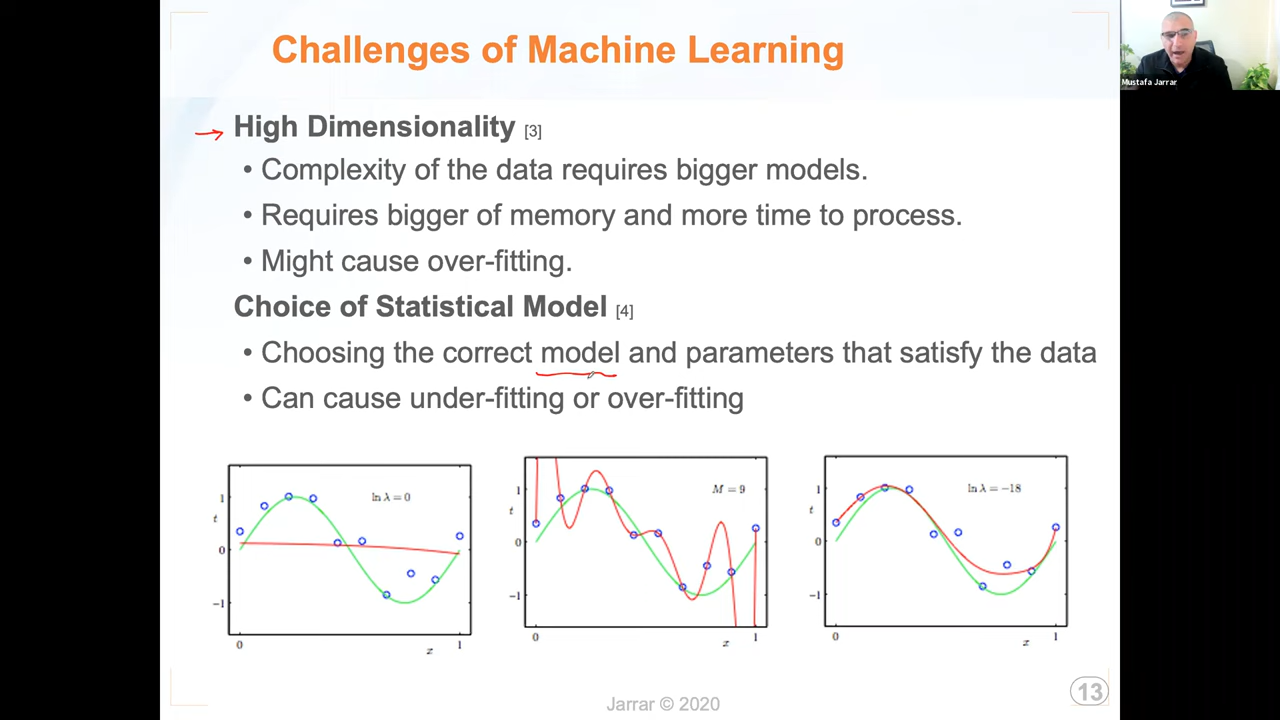 Challenges of Machine Learning
Mustafa Jarrar
High Dimensionality [3]
• Complexity of the data requires bigger models.
• Requires bigger of memory and more time to process.
• Might cause over-fitting.
Choice of Statistical Model [4]
• Choosing the correct model and parameters that satisfy the data
• Can cause under-fitting or over-fitting
ln λ = 0
1
t
0
−1
0
x
1
M = 9
1
t
0
−1
0
x
1
ln λ = −18
1
t
0
−1
0
x
1
Jarrar © 2020
13